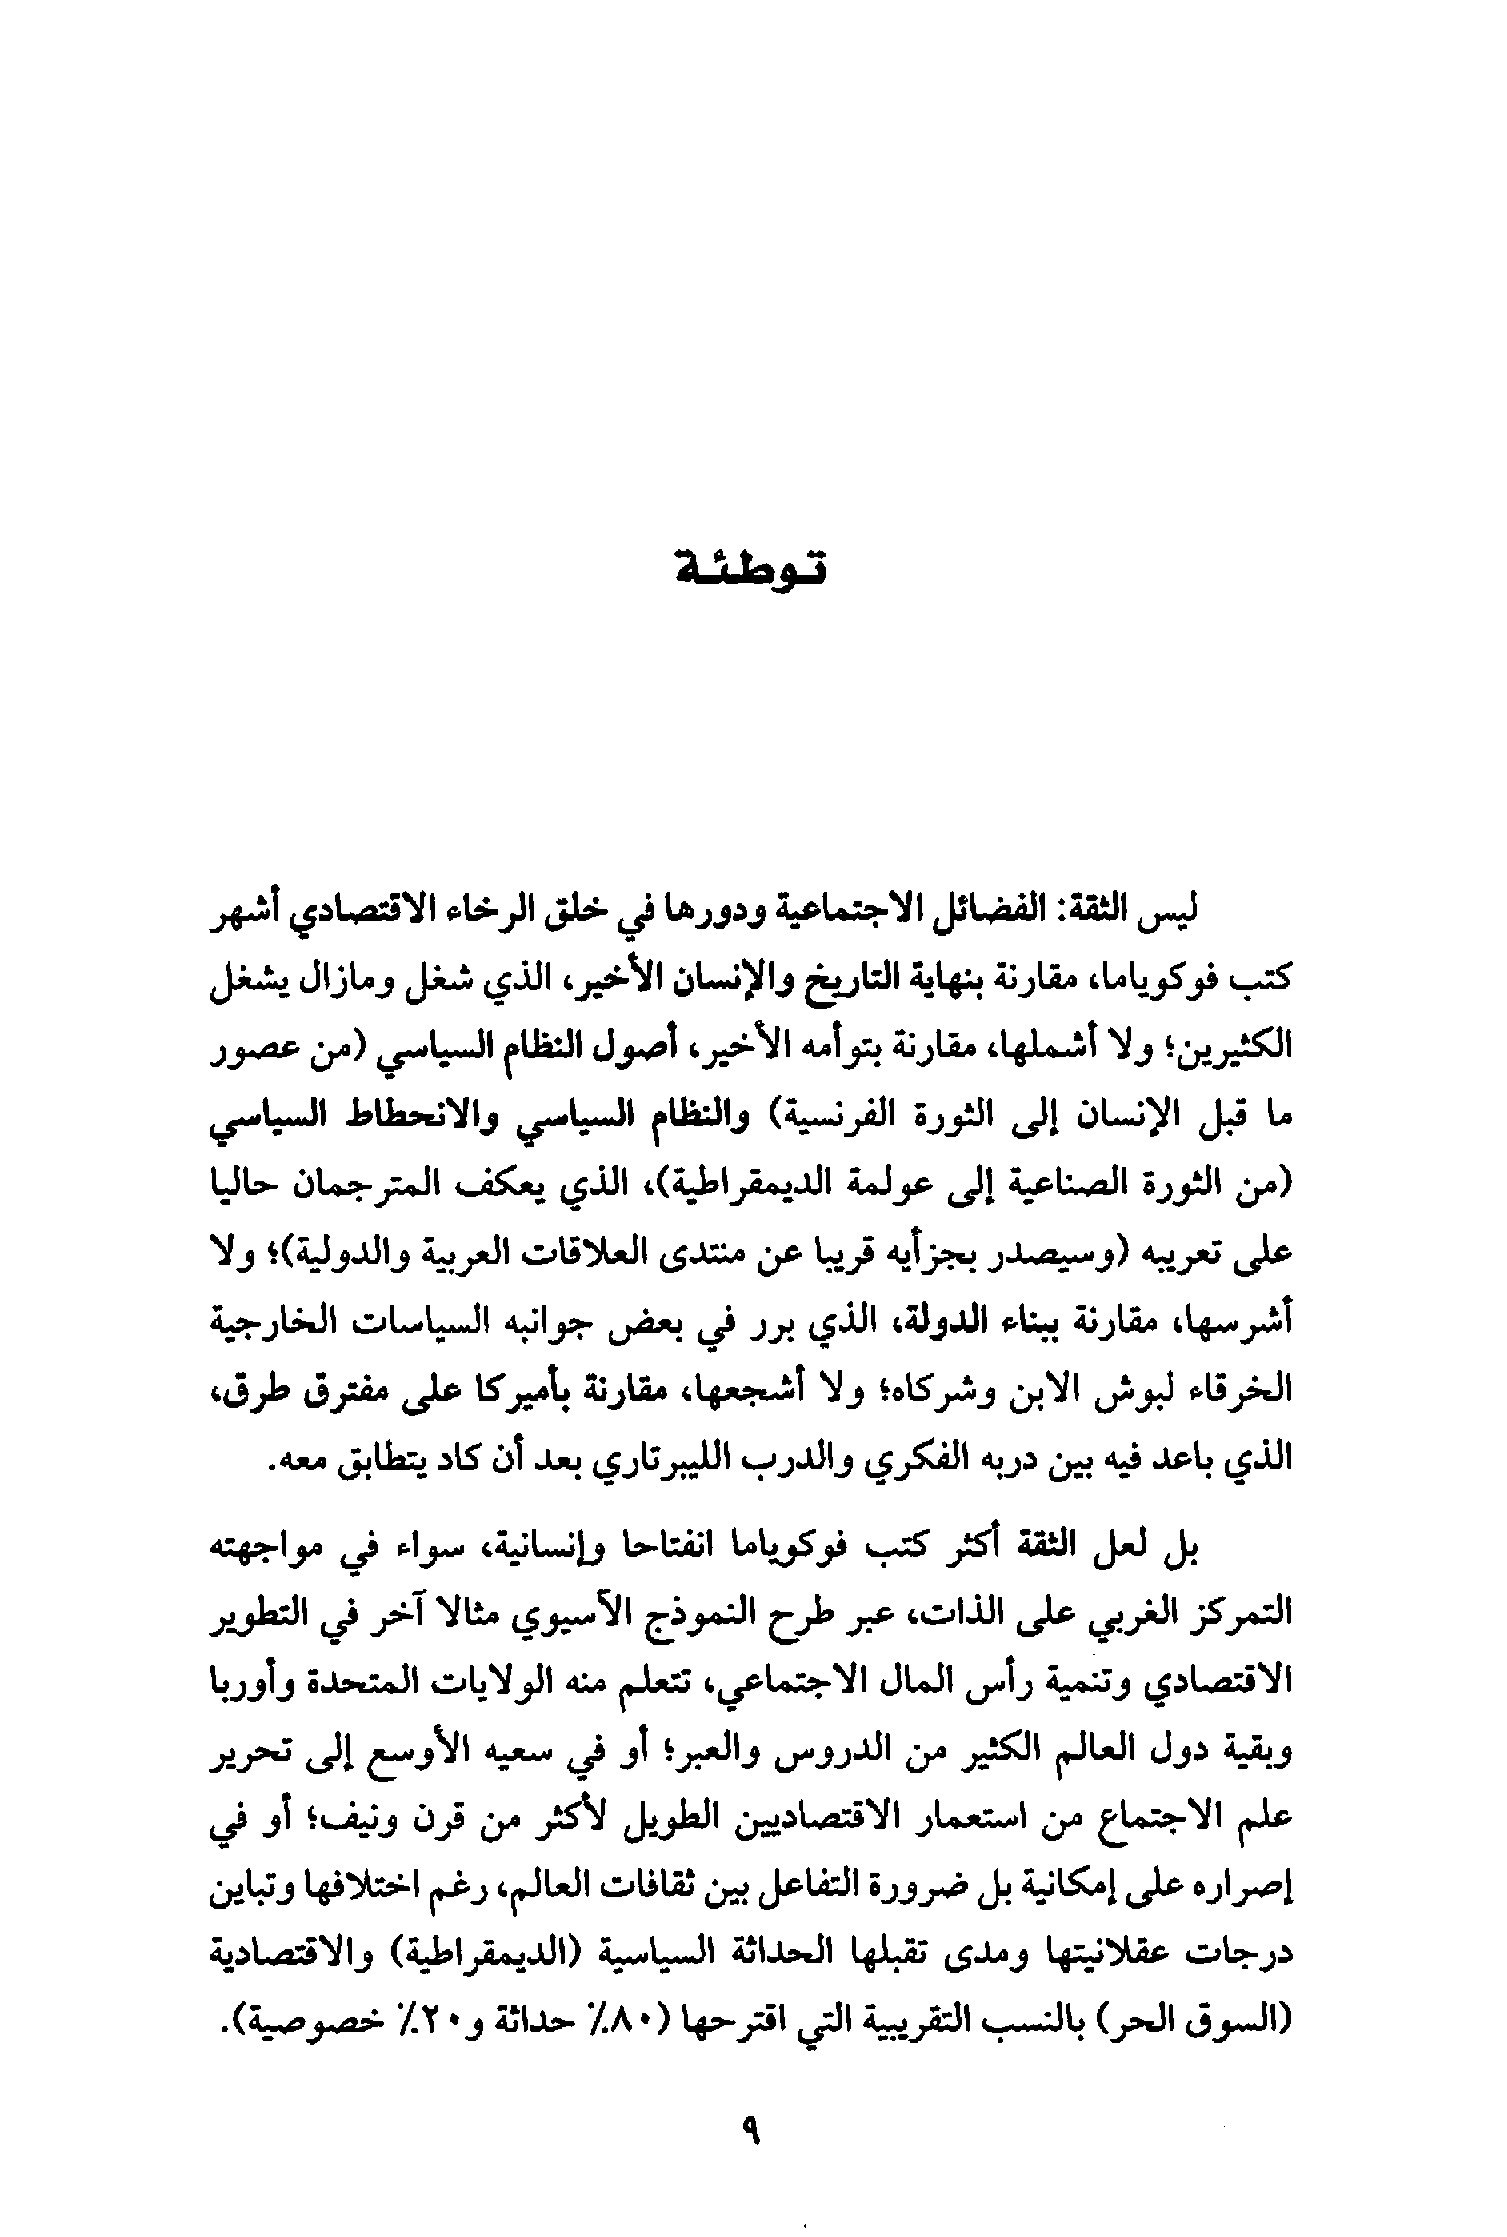 توطئة
ليس الثقة: الفضائل الاجتماعية ودورها في خلق الرخاء الاقتصادي أشهر
كتب فوكوياما، مقارنة بنهاية التاريخ والإنسان الأخير، الذي شغل ومازال يشغل
الكثيرين؛ ولا أشملها، مقارنة بتوأمه الأخير، أصول النظام السياسي (من عصور
ما قبل الإنسان إلى الثورة الفرنسية) والنظام السياسي والانحطاط السياسي
(من الثورة الصناعية إلى عولمة الديمقراطية)، الذي يعكف المترجمان حاليا
على تعريبه (وسيصدر بجزأيه قريبا عن منتدى العلاقات العربية والدولية)؛ ولا
أشرسها، مقارنة ببناء الدولة، الذي برر في بعض جوانبه السياسات الخارجية
الخرقاء لبوش الابن وشركاه؛ ولا أشجعها، مقارنة بأميركا على مفترق طرق،
الذي باعد فيه بين دربه الفكري والدرب الليبرتاري بعد أن كاد يتطابق معه.
بل لعل الثقة أكثر كتب فوكوياما انفتاحا وإنسانية، سواء في مواجهته
التمركز الغربي على الذات، عبر طرح النموذج الآسيوي مثالا آخر في التطوير
الاقتصادي وتنمية رأس المال الاجتماعي، تتعلم منه الولايات المتحدة وأوربا
وبقية دول العالم الكثير من الدروس والعبر؛ أو في سعيه الأوسع إلى تحرير
علم الاجتماع من استعمار الاقتصاديين الطويل لأكثر من قرن ونيف؛ أو في
إصراره على إمكانية بل ضرورة التفاعل بين ثقافات العالم، رغم اختلافها وتباين
درجات عقلانيتها ومدى تقبلها الحداثة السياسية (الديمقراطية) والاقتصادية
(السوق الحر) بالنسب التقريبية التي اقترحها (٨٠٪ حداثة و٢٠٪ خصوصية).
٩